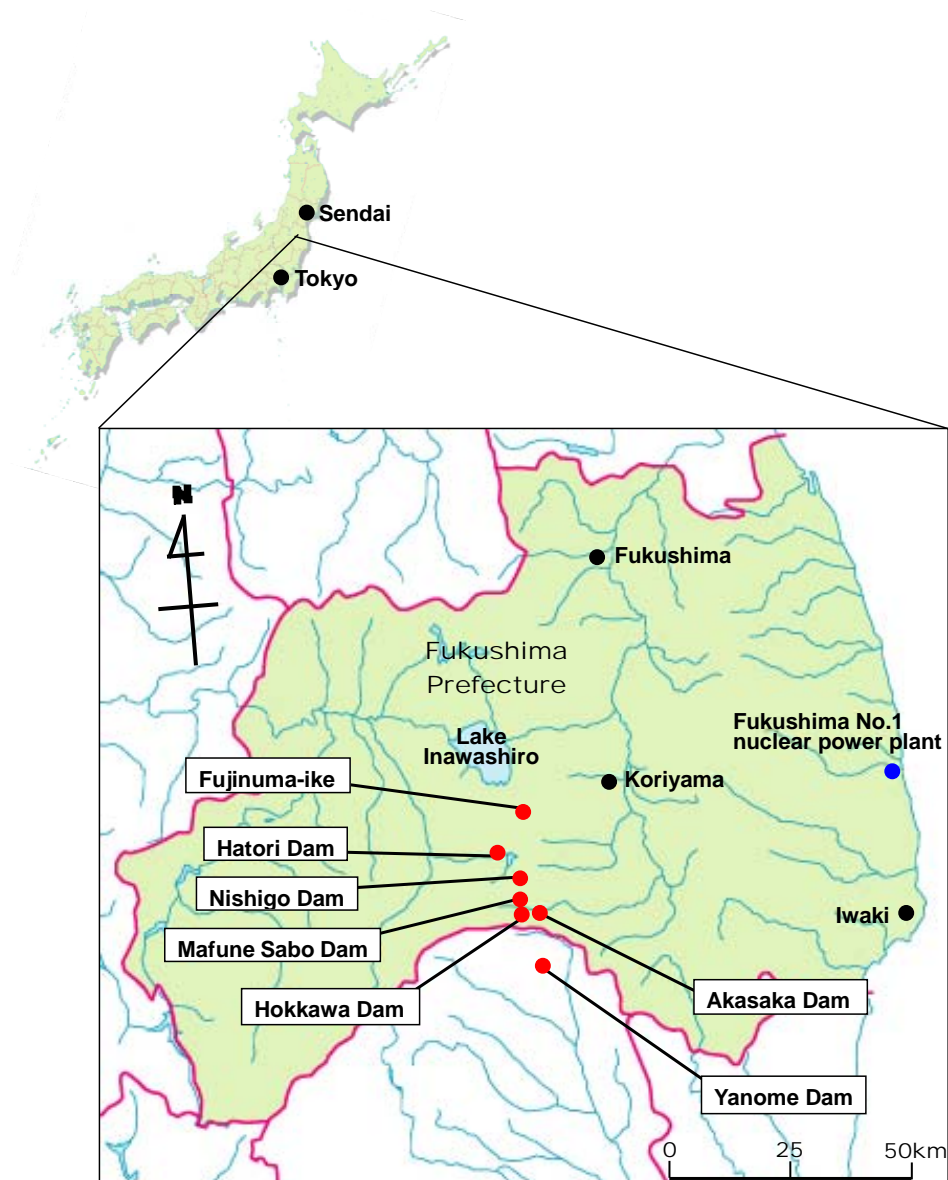 Sendai
Tokyo
N
Fukushima
Fukushima
Prefecture
Fukushima No.1
nuclear power plant
Lake
Inawashiro
Koriyama
Fujinuma-ike
Hatori Dam
Nishigo Dam
Iwaki
Mafune Sabo Dam
Hokkawa Dam
Akasaka Dam
Yanome Dam
0 25 50km